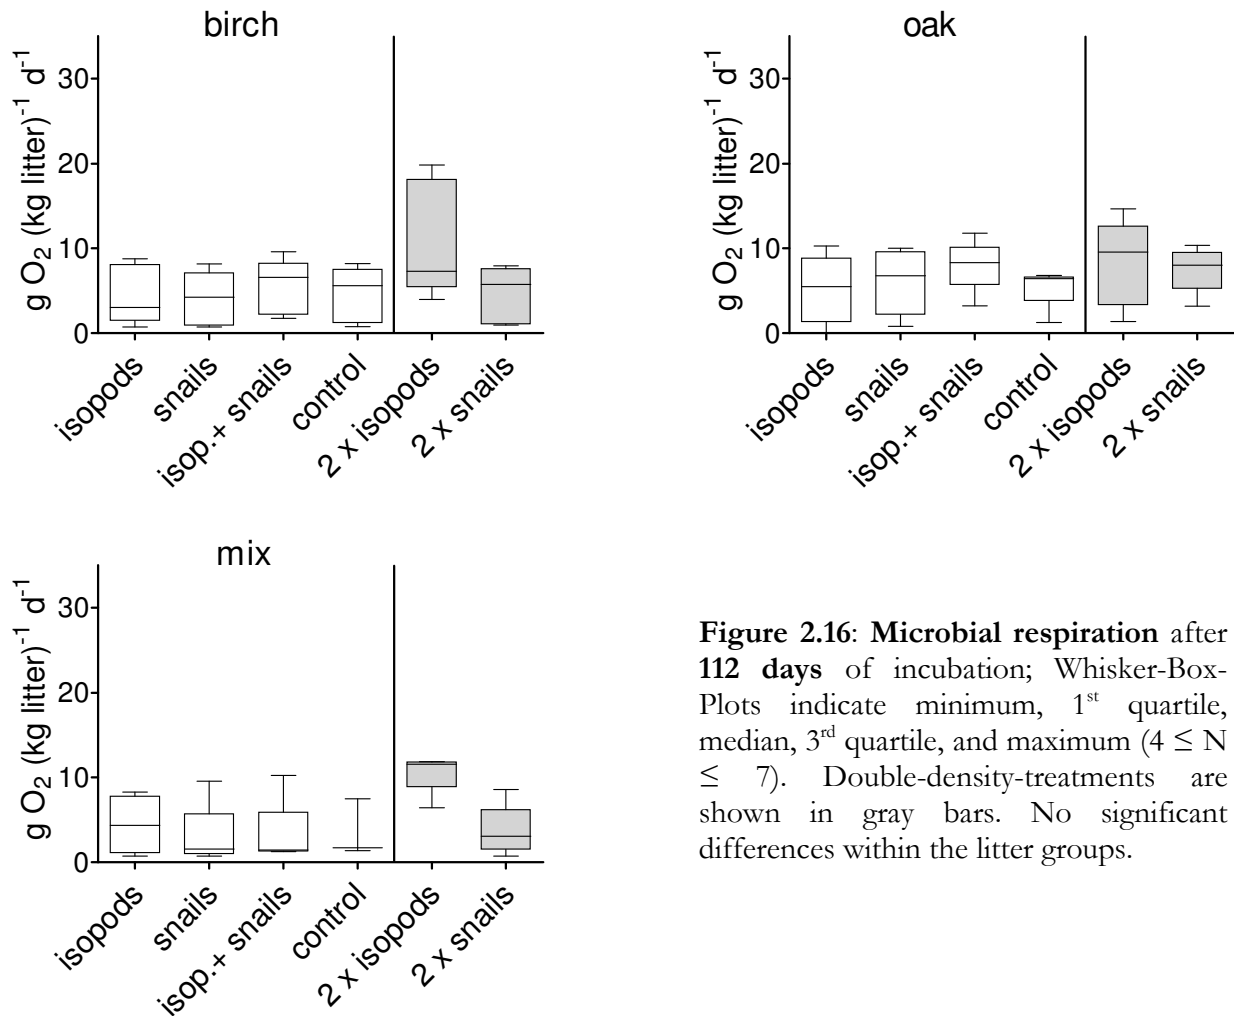 birch
g O₂ (kg litter)⁻¹ d⁻¹
30
20
10
0
isopods
snails
isop.+ snails
control
2 x isopods
2 x snails
oak
g O₂ (kg litter)⁻¹ d⁻¹
30
20
10
0
isopods
snails
isop.+ snails
control
2 x isopods
2 x snails
mix
g O₂ (kg litter)⁻¹ d⁻¹
30
20
10
0
isopods
snails
isop.+ snails
control
2 x isopods
2 x snails
Figure 2.16: Microbial respiration after
112 days of incubation; Whisker-Box-
Plots indicate minimum, 1st quartile,
median, 3rd quartile, and maximum (4 ≤ N
≤ 7). Double-density-treatments are
shown in gray bars. No significant
differences within the litter groups.